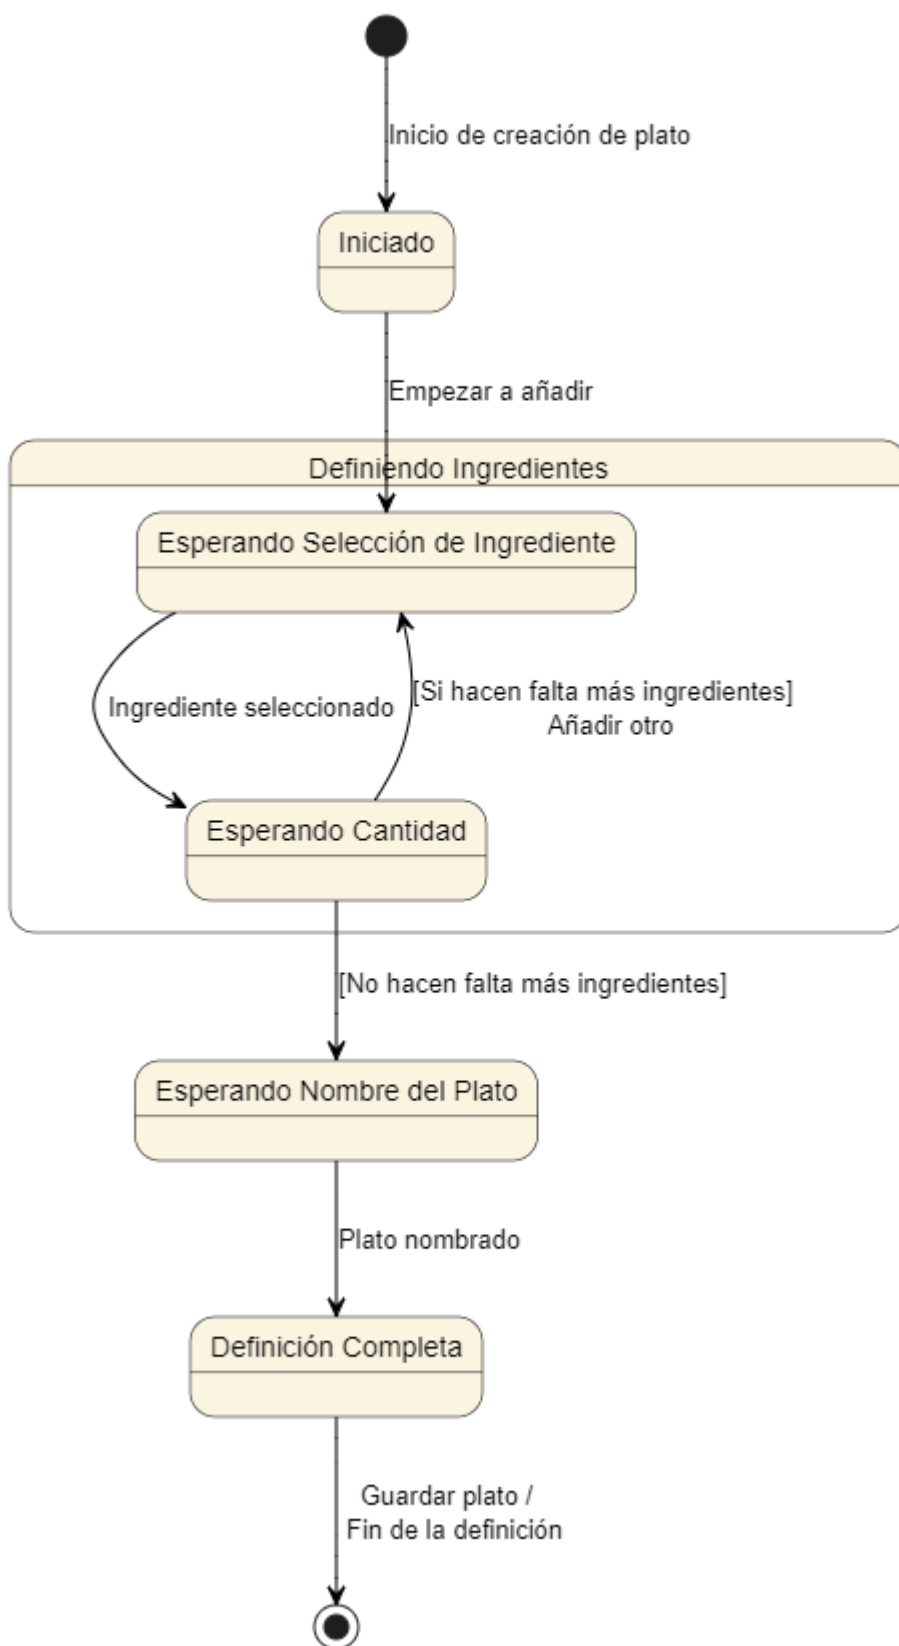 Inicio de creación de plato
Iniciado
Empezar a añadir
Definiendo Ingredientes
Esperando Selección de Ingrediente
Ingrediente seleccionado
[Si hacen falta más ingredientes]
Añadir otro
Esperando Cantidad
[No hacen falta más ingredientes]
Esperando Nombre del Plato
Plato nombrado
Definición Completa
Guardar plato /
Fin de la definición